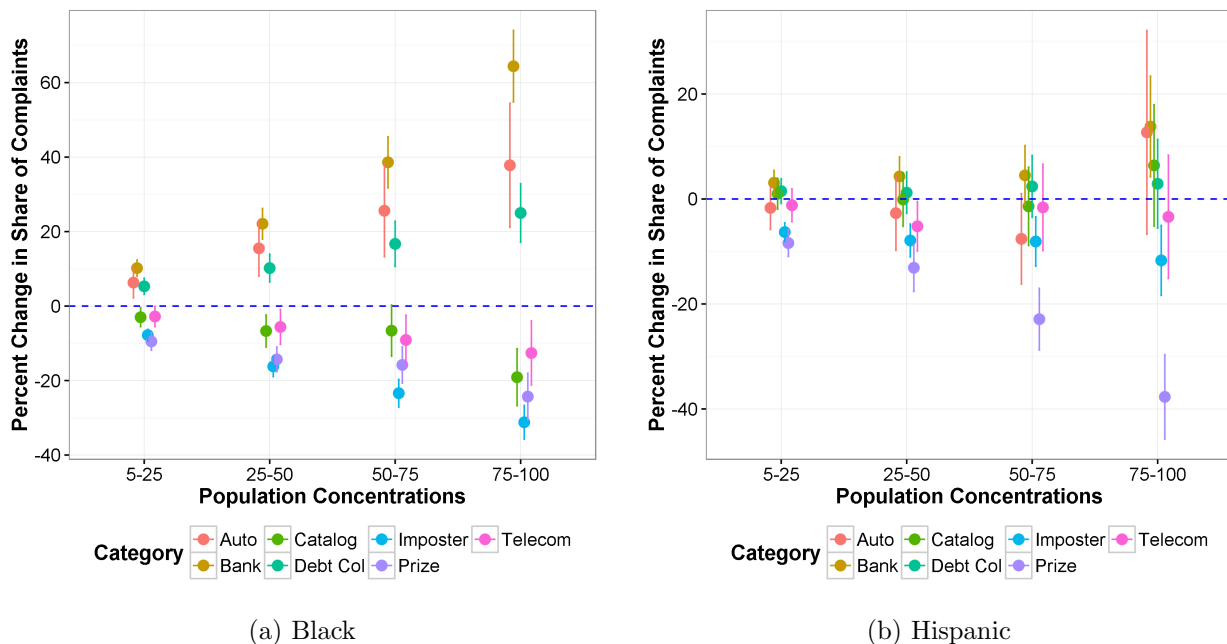 Percent Change in Share of Complaints
60
40
20
0
-20
-40
5-25 25-50 50-75 75-100
Population Concentrations
Category Auto Catalog Imposter Telecom
Bank Debt Col Prize
(a) Black
Percent Change in Share of Complaints
20
0
-20
-40
5-25 25-50 50-75 75-100
Population Concentrations
Category Auto Catalog Imposter Telecom
Bank Debt Col Prize
(b) Hispanic